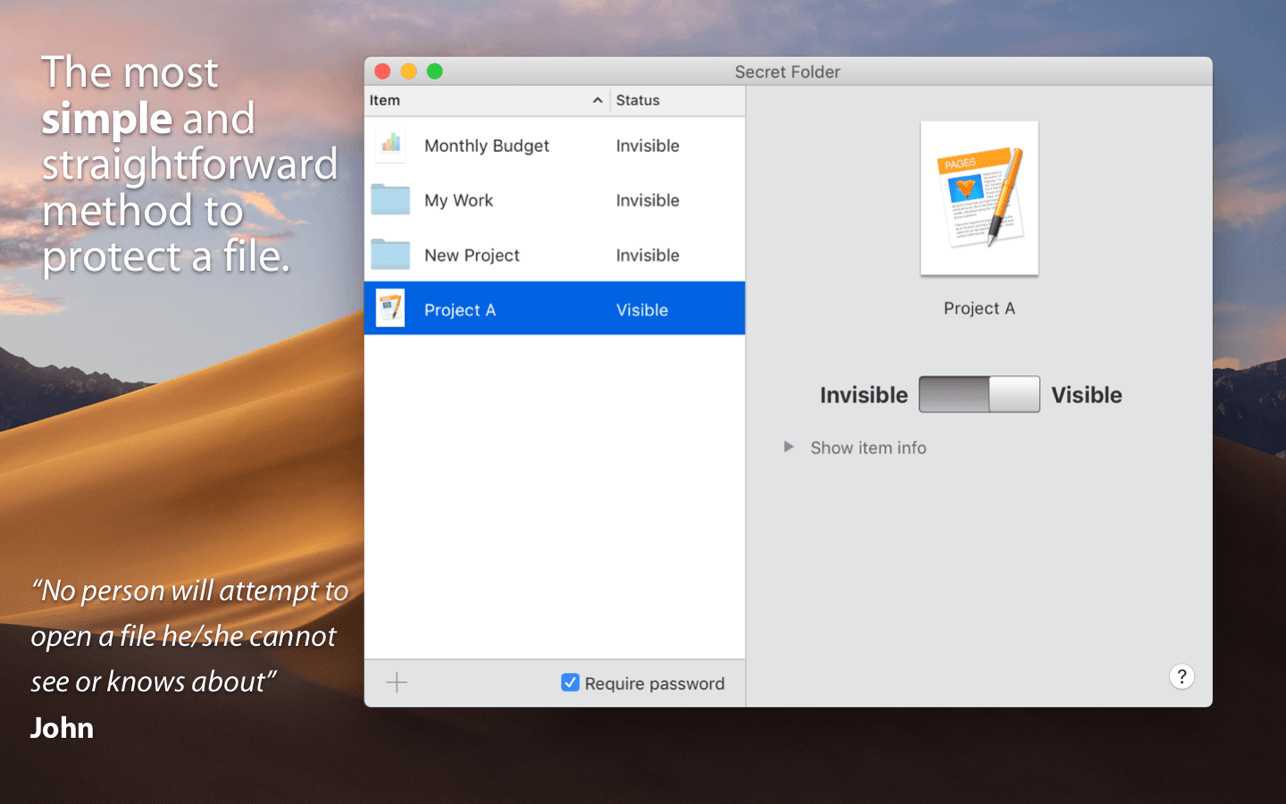 The most
simple and
straightforward
method to
protect a file.
“No person will attempt to
open a file he/she cannot
see or knows about”
John
Secret Folder
Item Status
Monthly Budget Invisible
My Work Invisible
New Project Invisible
Project A Visible
Require password
PAGES
Project A
Invisible Visible
Show item info
?